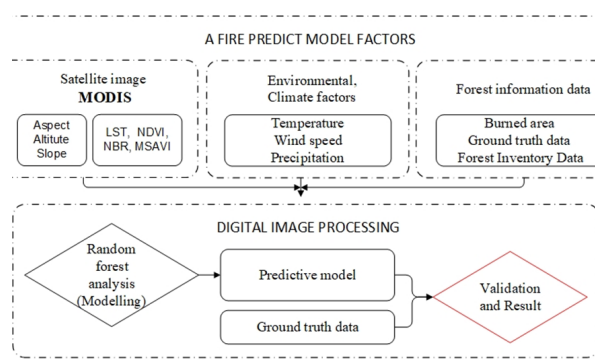 A FIRE PREDICT MODEL FACTORS
Satellite image
MODIS
Aspect
Altitute
Slope
LST, NDVI,
NBR, MSAVI
Environmental,
Climate factors
Temperature
Wind speed
Precipitation
Forest information data
Burned area
Ground truth data
Forest Inventory Data
DIGITAL IMAGE PROCESSING
Random
forest
analysis
(Modelling)
Predictive model
Ground truth data
Validation
and Result